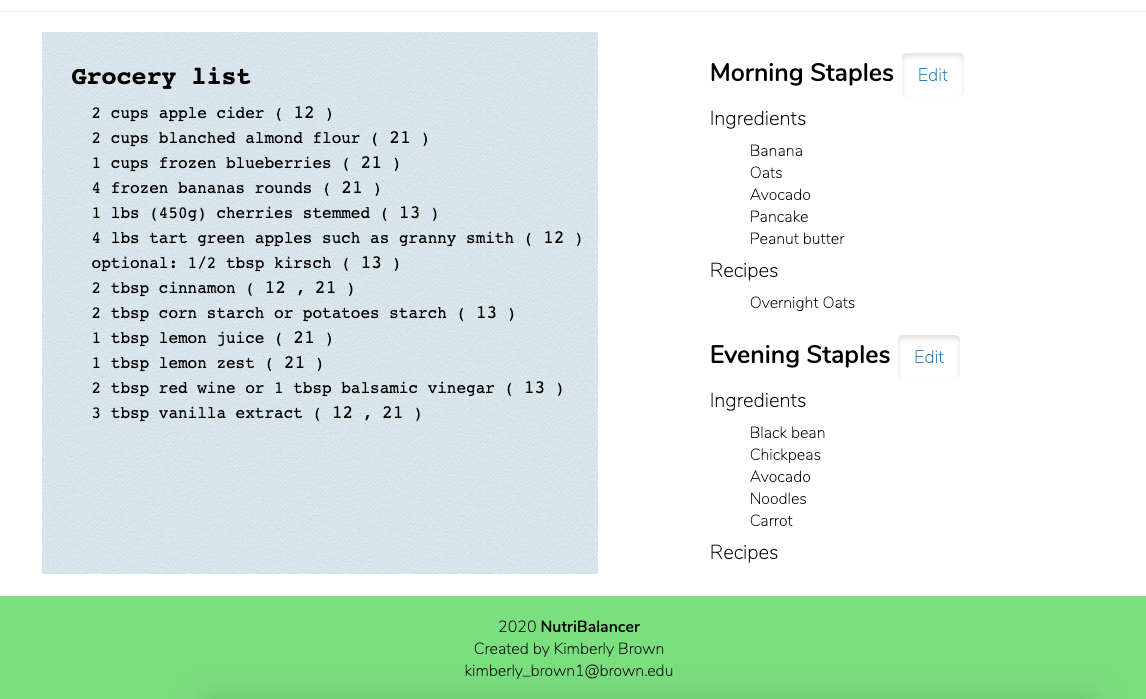 Grocery list
2 cups apple cider ( 12 )
2 cups blanched almond flour ( 21 )
1 cups frozen blueberries ( 21 )
4 frozen bananas rounds ( 21 )
1 lbs (450g) cherries stemmed ( 13 )
4 lbs tart green apples such as granny smith ( 12 )
optional: 1/2 tbsp kirsch ( 13 )
2 tbsp cinnamon ( 12 , 21 )
2 tbsp corn starch or potatoes starch ( 13 )
1 tbsp lemon juice ( 21 )
1 tbsp lemon zest ( 21 )
2 tbsp red wine or 1 tbsp balsamic vinegar ( 13 )
3 tbsp vanilla extract ( 12 , 21 )
Morning Staples Edit
Ingredients
Banana
Oats
Avocado
Pancake
Peanut butter
Recipes
Overnight Oats
Evening Staples Edit
Ingredients
Black bean
Chickpeas
Avocado
Noodles
Carrot
Recipes
2020 NutriBalancer
Created by Kimberly Brown
kimberly_brown1@brown.edu